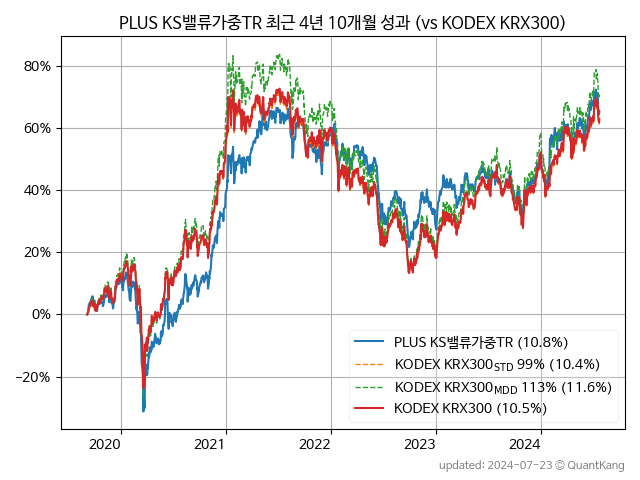 PLUS KS밸류가중TR 최근 4년 10개월 성과 (vs KODEX KRX300)
80%
60%
40%
20%
0%
−20%
PLUS KS밸류가중TR (10.8%)
KODEX KRX300STD 99% (10.4%)
KODEX KRX300MDD 113% (11.6%)
KODEX KRX300 (10.5%)
2020 2021 2022 2023 2024
updated: 2024-07-23 © QuantKang